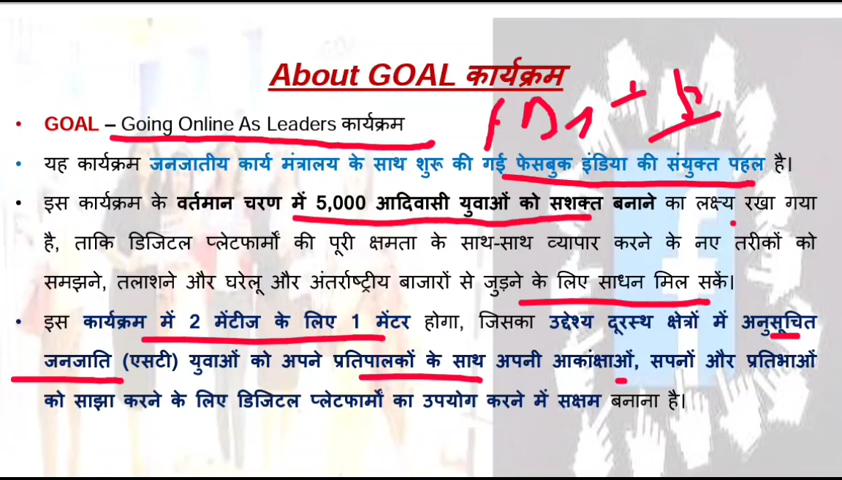 About GOAL कार्यक्रम
• GOAL – Going Online As Leaders कार्यक्रम
• यह कार्यक्रम जनजातीय कार्य मंत्रालय के साथ शुरू की गई फेसबुक इंडिया की संयुक्त पहल है।
• इस कार्यक्रम के वर्तमान चरण में 5,000 आदिवासी युवाओं को सशक्त बनाने का लक्ष्य रखा गया
है, ताकि डिजिटल प्लेटफार्मों की पूरी क्षमता के साथ-साथ व्यापार करने के नए तरीकों को
समझने, तलाशने और घरेलू और अंतर्राष्ट्रीय बाजारों से जुड़ने के लिए साधन मिल सकें।
• इस कार्यक्रम में 2 मेंटीज के लिए 1 मेंटर होगा, जिसका उद्देश्य दूरस्थ क्षेत्रों में अनुसूचित
जनजाति (एसटी) युवाओं को अपने प्रतिपालकों के साथ अपनी आकांक्षाओं, सपनों और प्रतिभाओं
को साझा करने के लिए डिजिटल प्लेटफार्मों का उपयोग करने में सक्षम बनाना है।